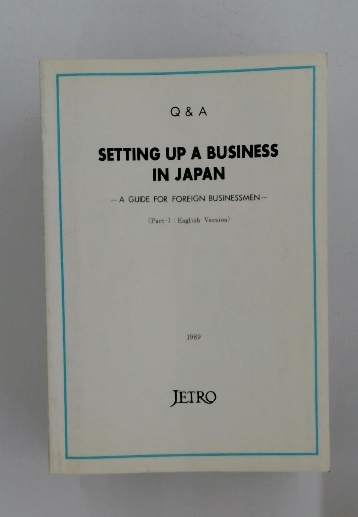 Q & A
SETTING UP A BUSINESS
IN JAPAN
— A GUIDE FOR FOREIGN BUSINESSMEN —
(Part-1 : English Version)
1989
JETRO